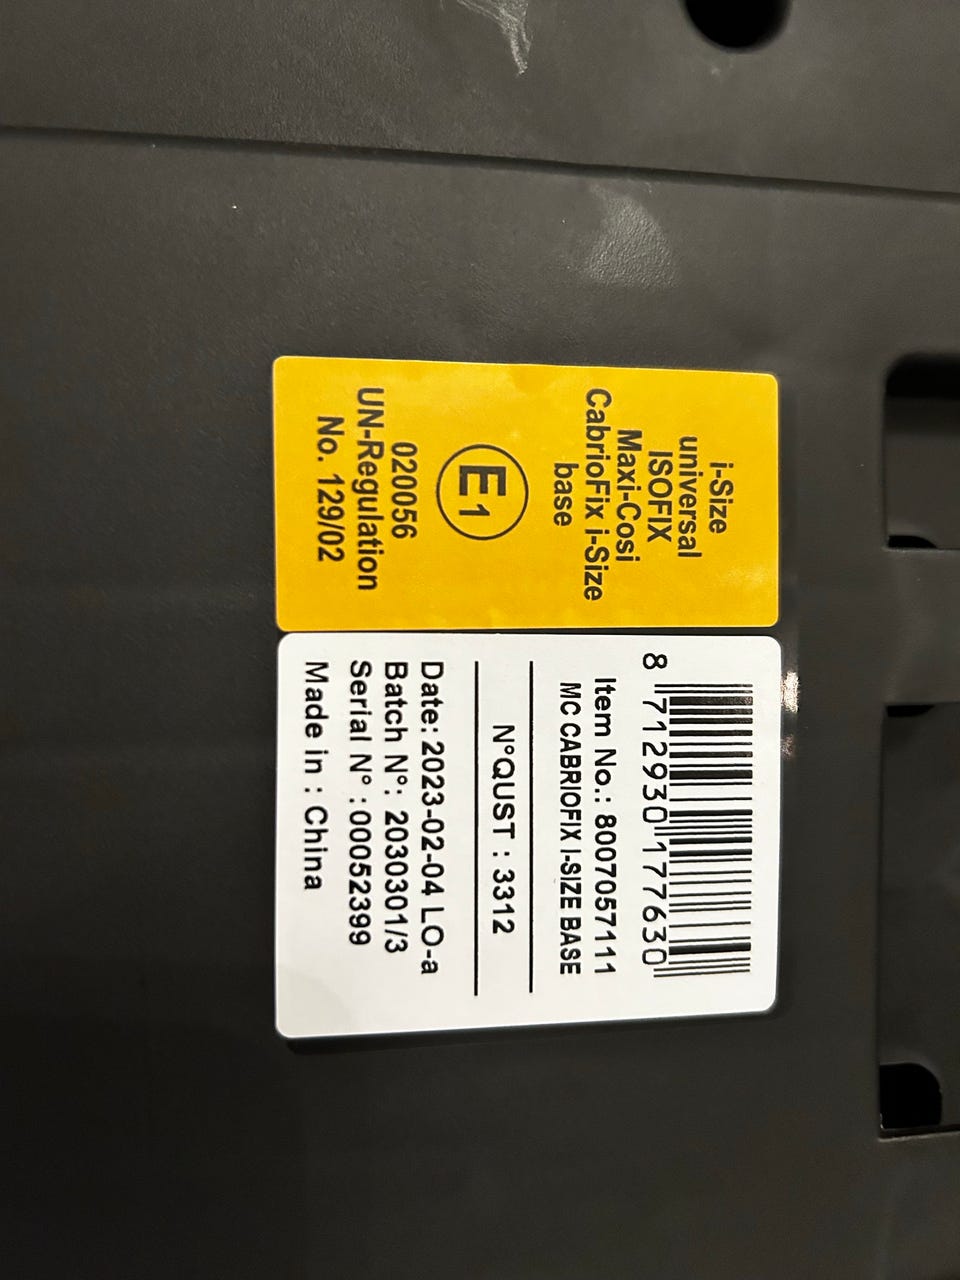 i-Size
universal
ISOFIX
Maxi-Cosi
CabrioFix i-Size
base
E1
020056
UN-Regulation
No. 129/02
8 712930 177630
Item No.: 8007057111
MC CABRIOFIX I-SIZE BASE
N°QUST : 3312
Date: 2023-02-04 LO-a
Batch N°: 2030301/3
Serial N° : 00052399
Made in : China